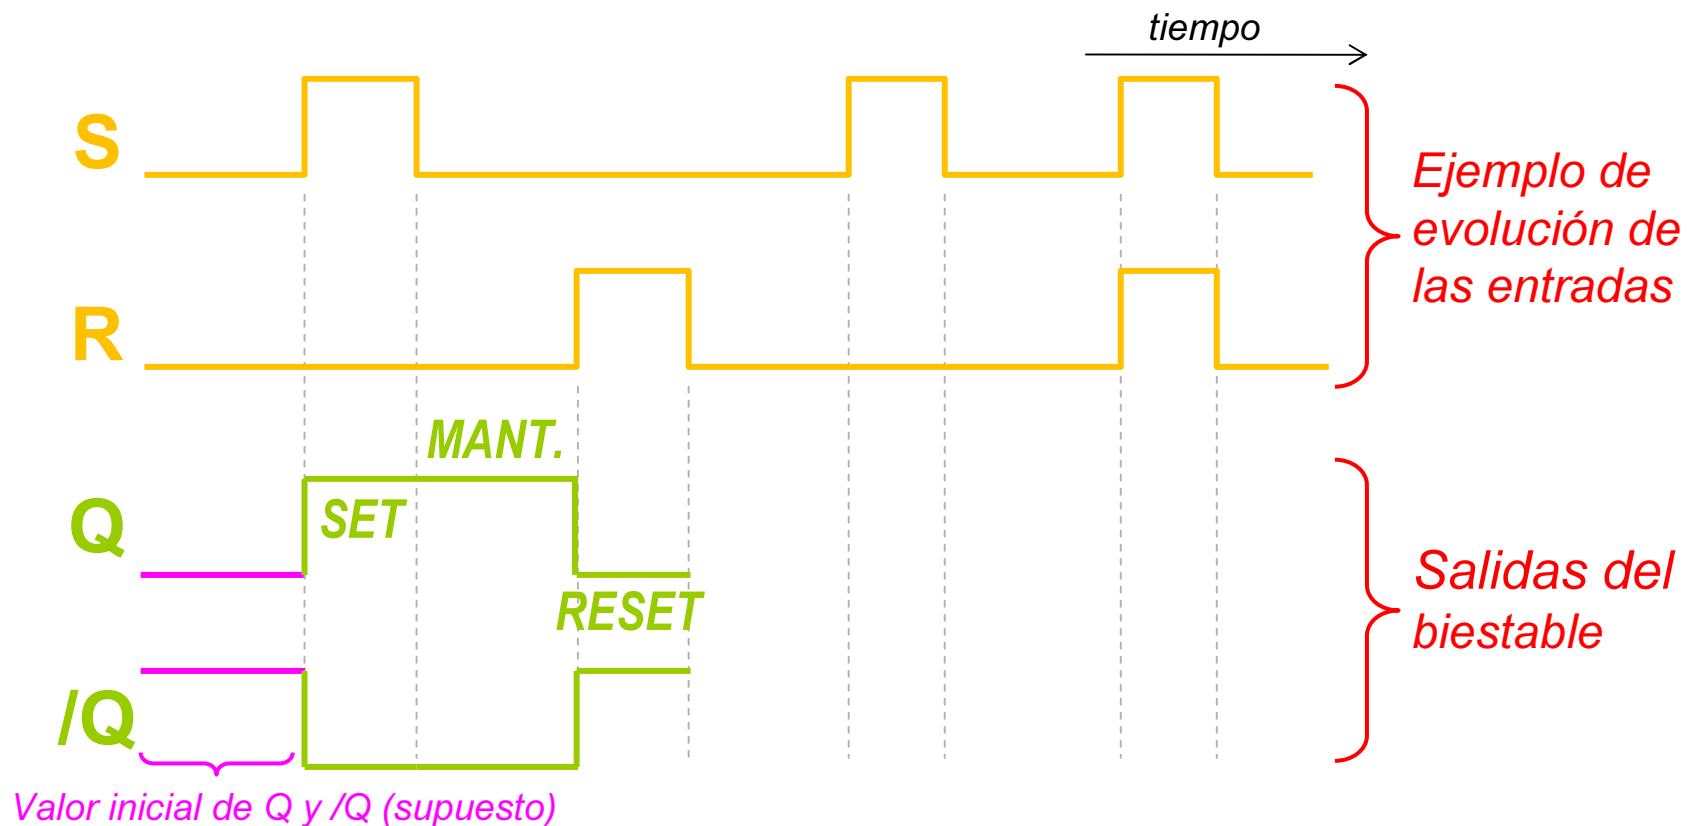 tiempo
S
Ejemplo de
evolución de
las entradas
R
MANT.
Q
SET
Salidas del
biestable
RESET
/Q
Valor inicial de Q y /Q (supuesto)